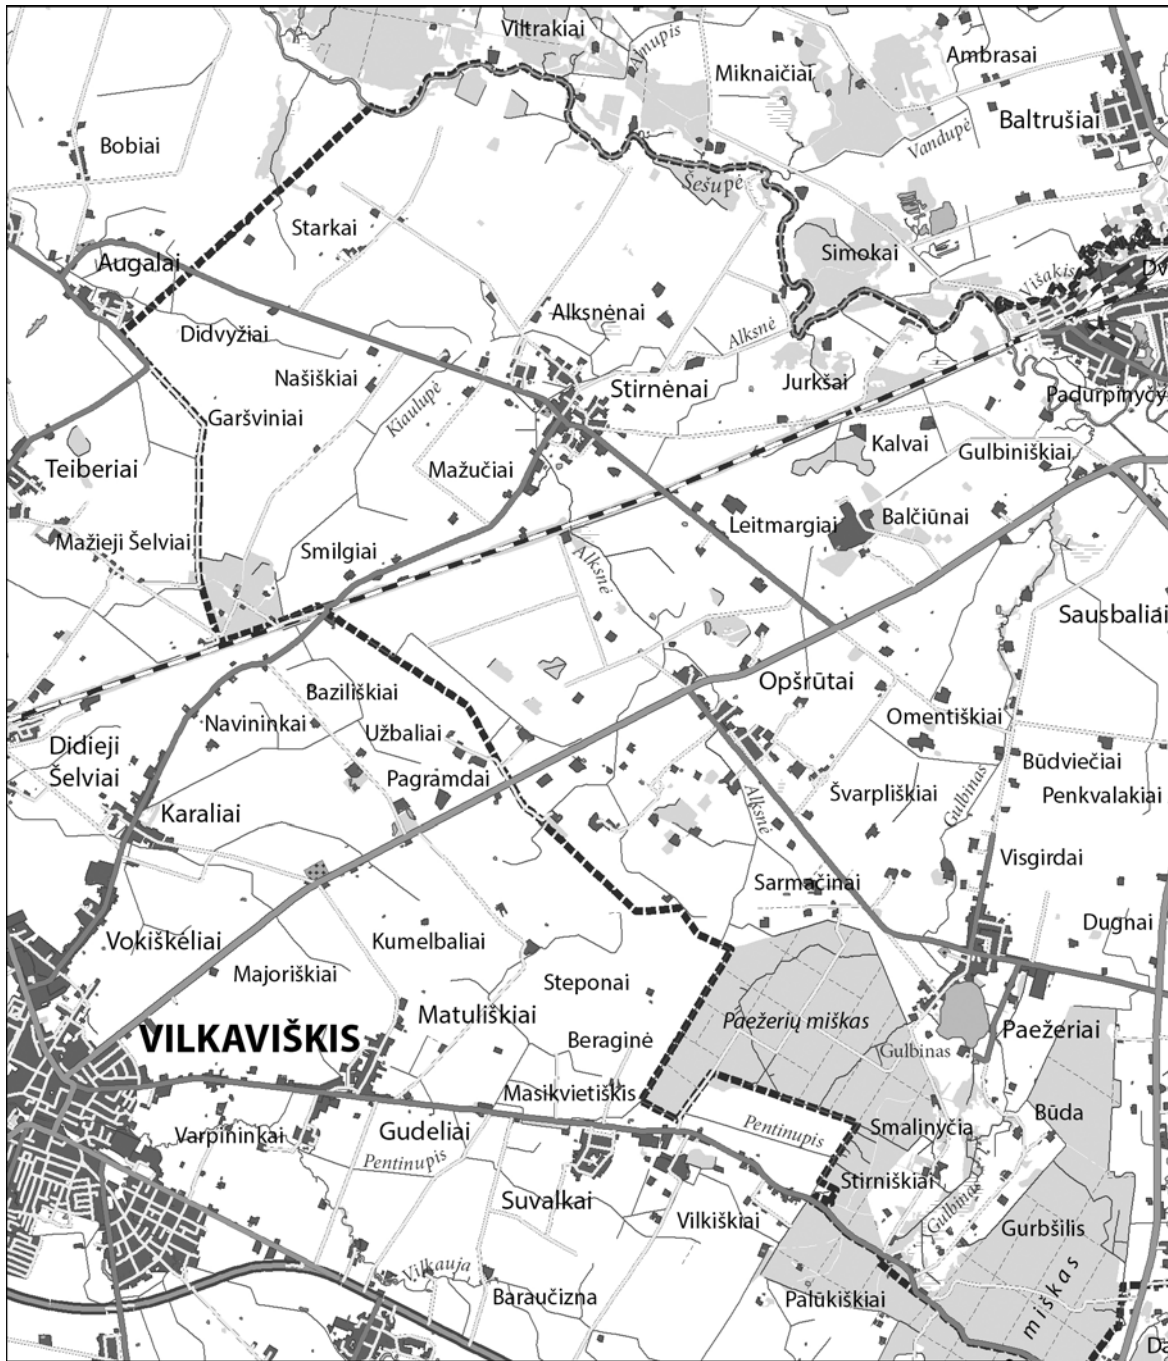 Viltrakiai
Aimupis
Ambrasai
Miknaičiai
Baltrušiai
Bobiai
Vandupė
Šešupė
Starkai
Simokai
Augalai
Višakis
Alksnėnai
Didvyžiai
Alksnė
Našiškiai
Stirnėnai
Jurkšai
Kiaulupė
Garšviniai
Kalvai
Gulbiniškiai
Teiberiai
Mažučiai
Leitmargiai
Balčiūnai
Mažieji Šelviai
Smilgiai
Alksnė
Sausbaliai
Opšrūtai
Baziliškiai
Navininkai
Užbaliai
Omentiškiai
Didieji
Šelviai
Pagramdai
Būdviečiai
Švarpliškiai
Gulbinas
Penkvalakiai
Karaliai
Alksnė
Visgirdai
Sarmačinai
Dugnai
Vokiškėliai
Kumelbaliai
Majoriškiai
Steponai
Matuliškiai
Paežerių miškas
VILKAVIŠKIS
Beraginė
Gulbinas
Paežeriai
Masikvietiškis
Būda
Varpininkai
Gudeliai
Pentinupis
Smalinyčia
Pentinupis
Stirniškiai
Suvalkai
Vilkiškiai
Gulbinas
Gurbšilis
Vilkauja
Baraučizna
Palūkiškiai
miškas